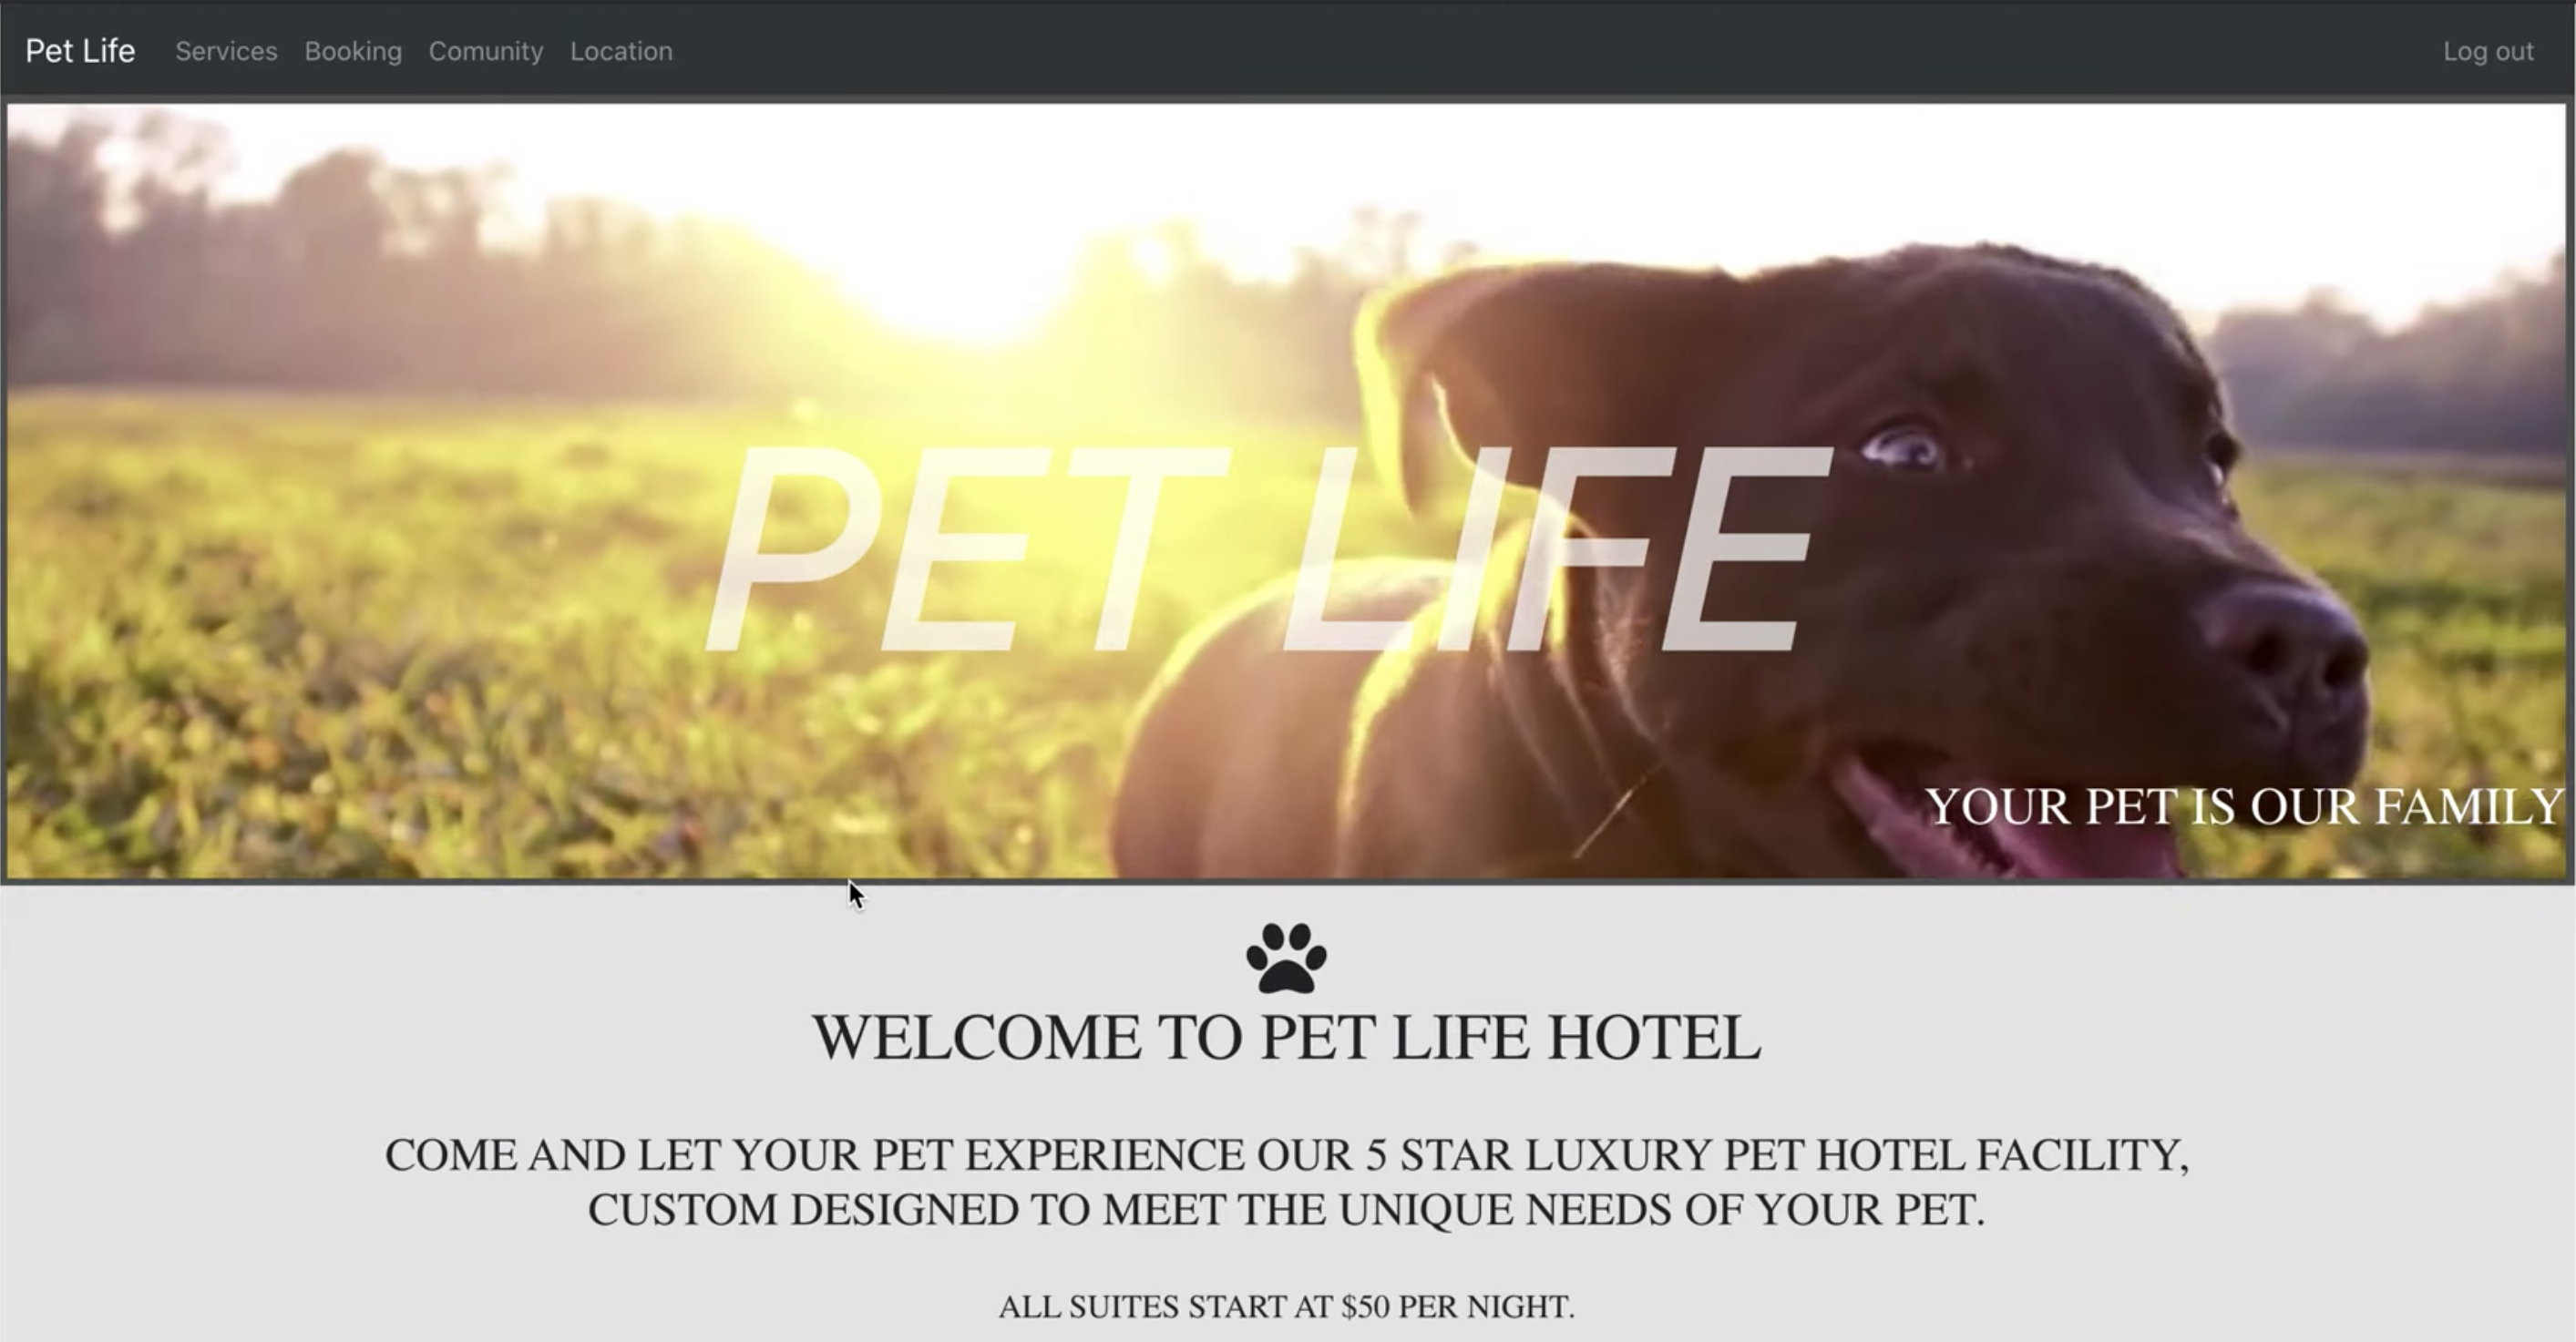 Pet Life Services Booking Comunity Location Log out
PET LIFE
YOUR PET IS OUR FAMILY
WELCOME TO PET LIFE HOTEL
COME AND LET YOUR PET EXPERIENCE OUR 5 STAR LUXURY PET HOTEL FACILITY,
CUSTOM DESIGNED TO MEET THE UNIQUE NEEDS OF YOUR PET.
ALL SUITES START AT $50 PER NIGHT.